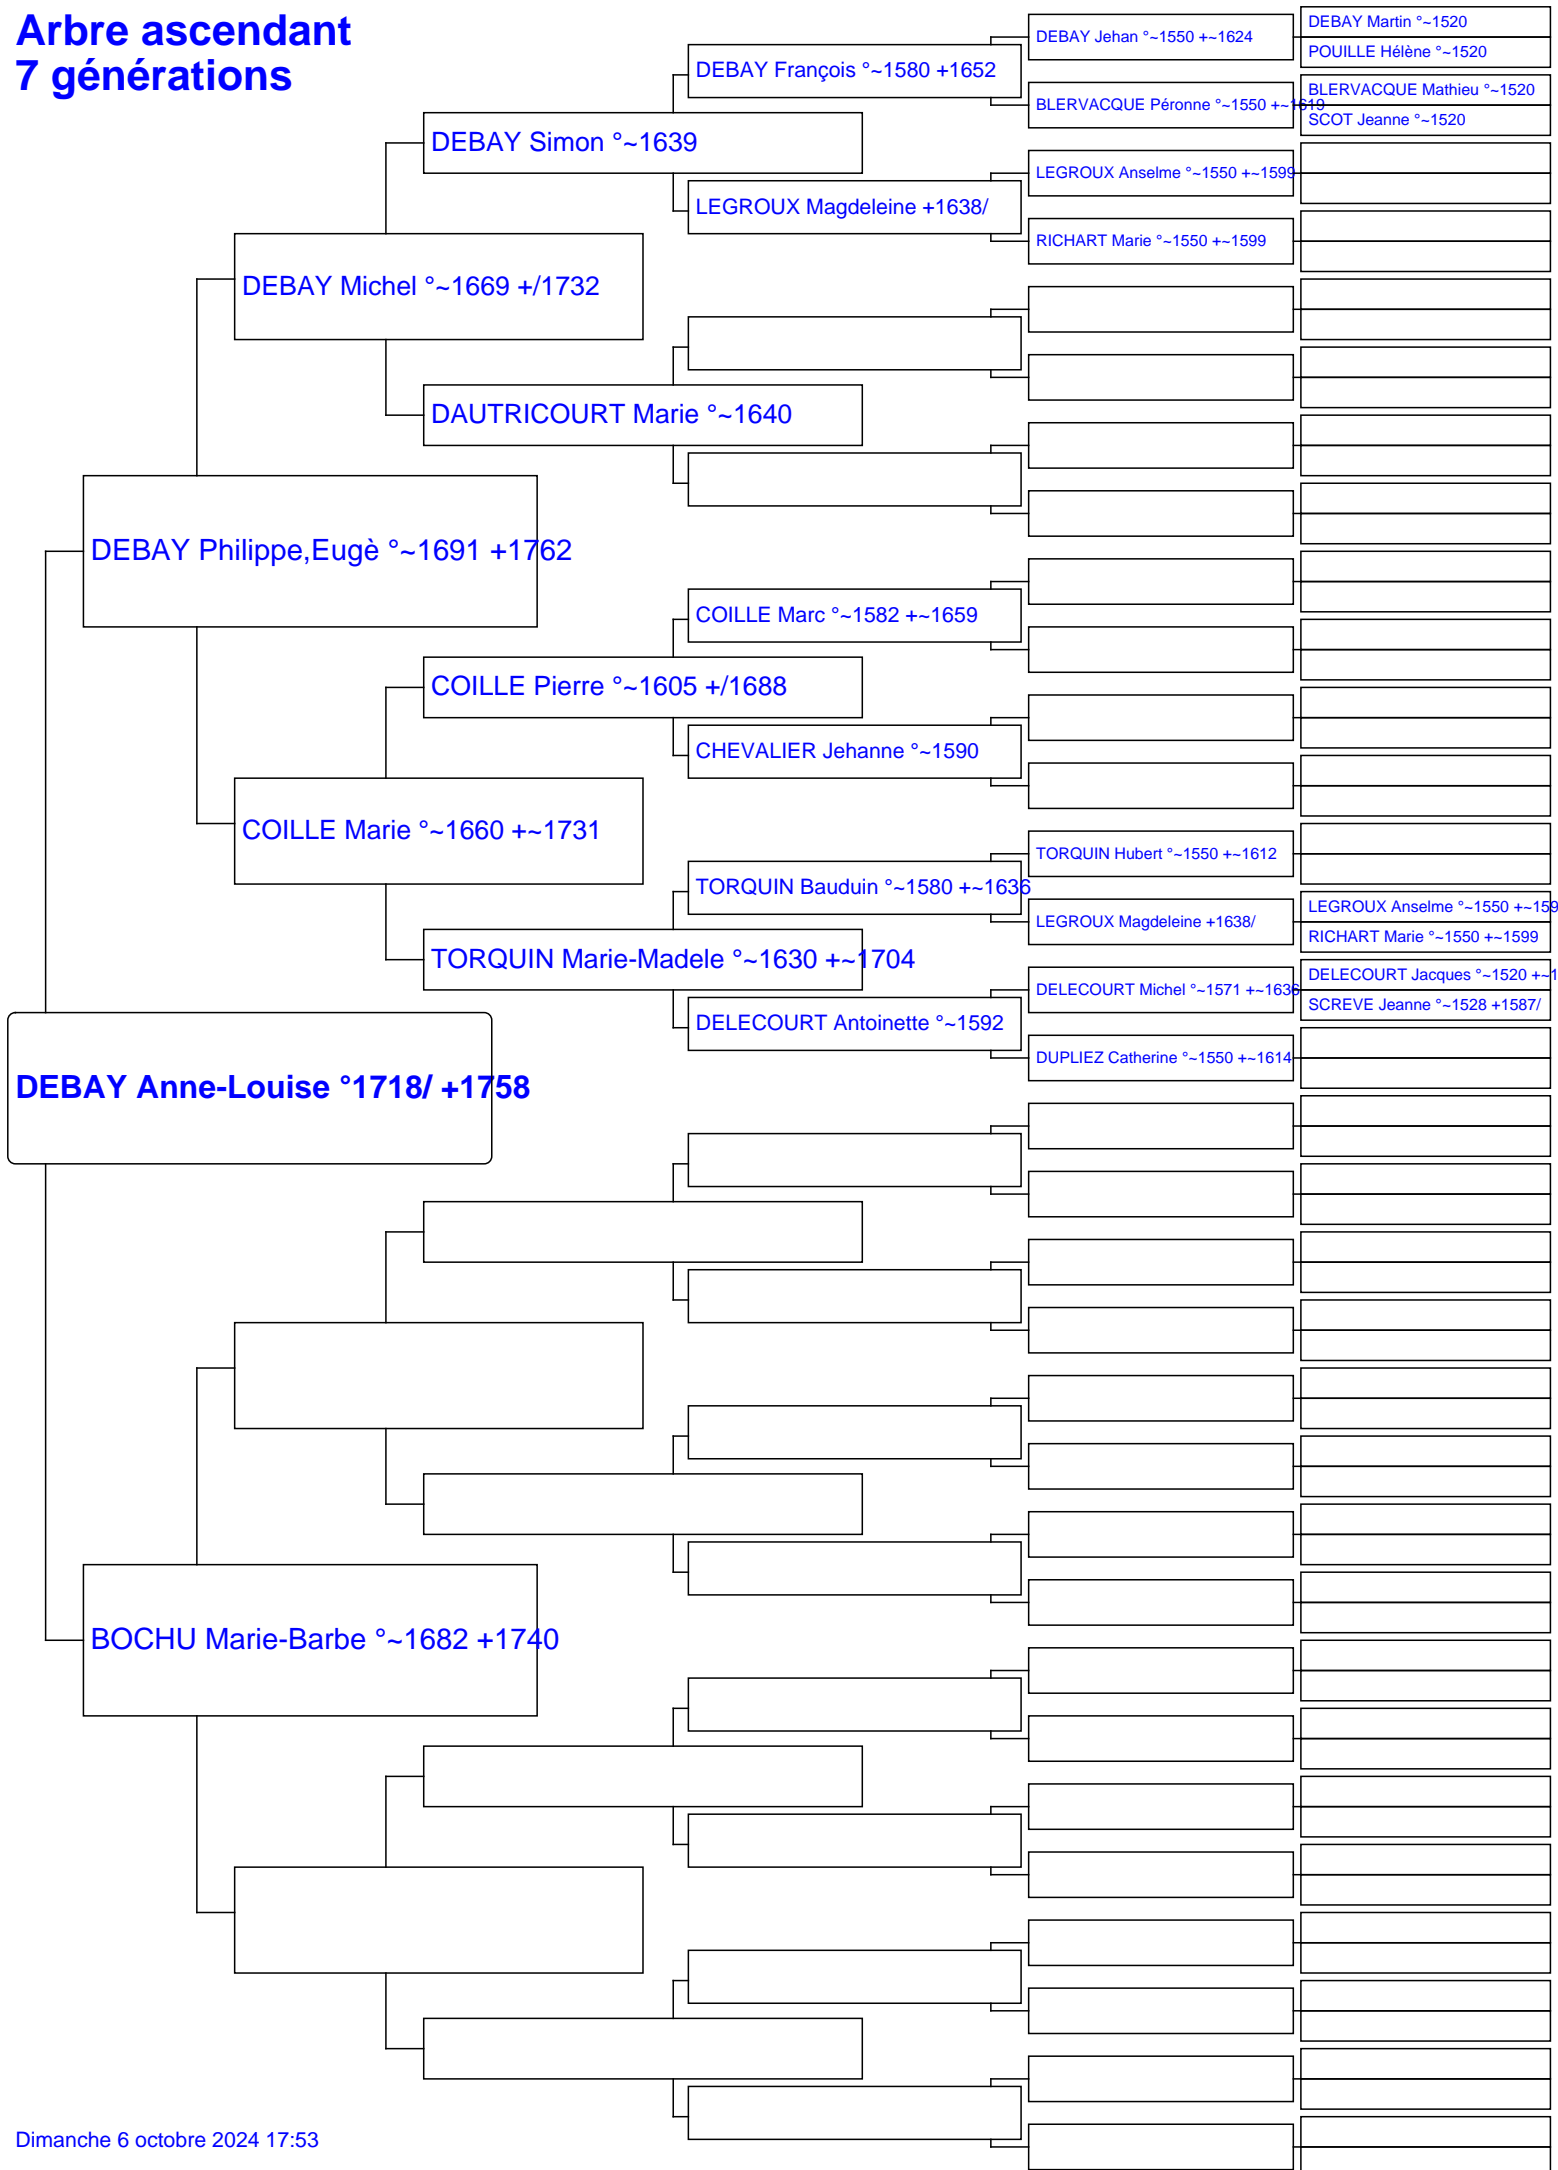 Arbre ascendant
7 générations
DEBAY Martin °~1520
DEBAY Jehan °~1550 +~1624
POUILLE Hélène °~1520
DEBAY François °~1580 +1652
BLERVACQUE Mathieu °~1520
BLERVACQUE Péronne °~1550 +~1619
SCOT Jeanne °~1520
DEBAY Simon °~1639
LEGROUX Anselme °~1550 +~1599
LEGROUX Magdeleine +1638/
RICHART Marie °~1550 +~1599
DEBAY Michel °~1669 +/1732
DAUTRICOURT Marie °~1640
DEBAY Philippe,Eugè °~1691 +1762
COILLE Marc °~1582 +~1659
COILLE Pierre °~1605 +/1688
CHEVALIER Jehanne °~1590
COILLE Marie °~1660 +~1731
TORQUIN Hubert °~1550 +~1612
TORQUIN Bauduin °~1580 +~1636
LEGROUX Anselme °~1550 +~159
LEGROUX Magdeleine +1638/
RICHART Marie °~1550 +~1599
TORQUIN Marie-Madele °~1630 +~1704
DELECOURT Jacques °~1520 +~1
DELECOURT Michel °~1571 +~1636
SCREVE Jeanne °~1528 +1587/
DELECOURT Antoinette °~1592
DUPLIEZ Catherine °~1550 +~1614
DEBAY Anne-Louise °1718/ +1758
BOCHU Marie-Barbe °~1682 +1740
Dimanche 6 octobre 2024 17:53